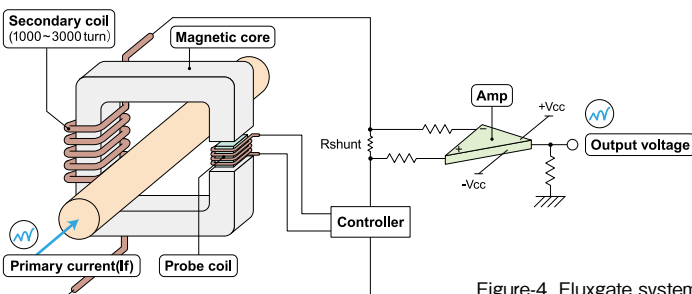 Secondary coil
(1000~3000 turn)
Magnetic core
Amp
+Vcc
−
+
Rshunt
Output voltage
-Vcc
Controller
Primary current(If)
Probe coil
Figure-4 Fluxgate system